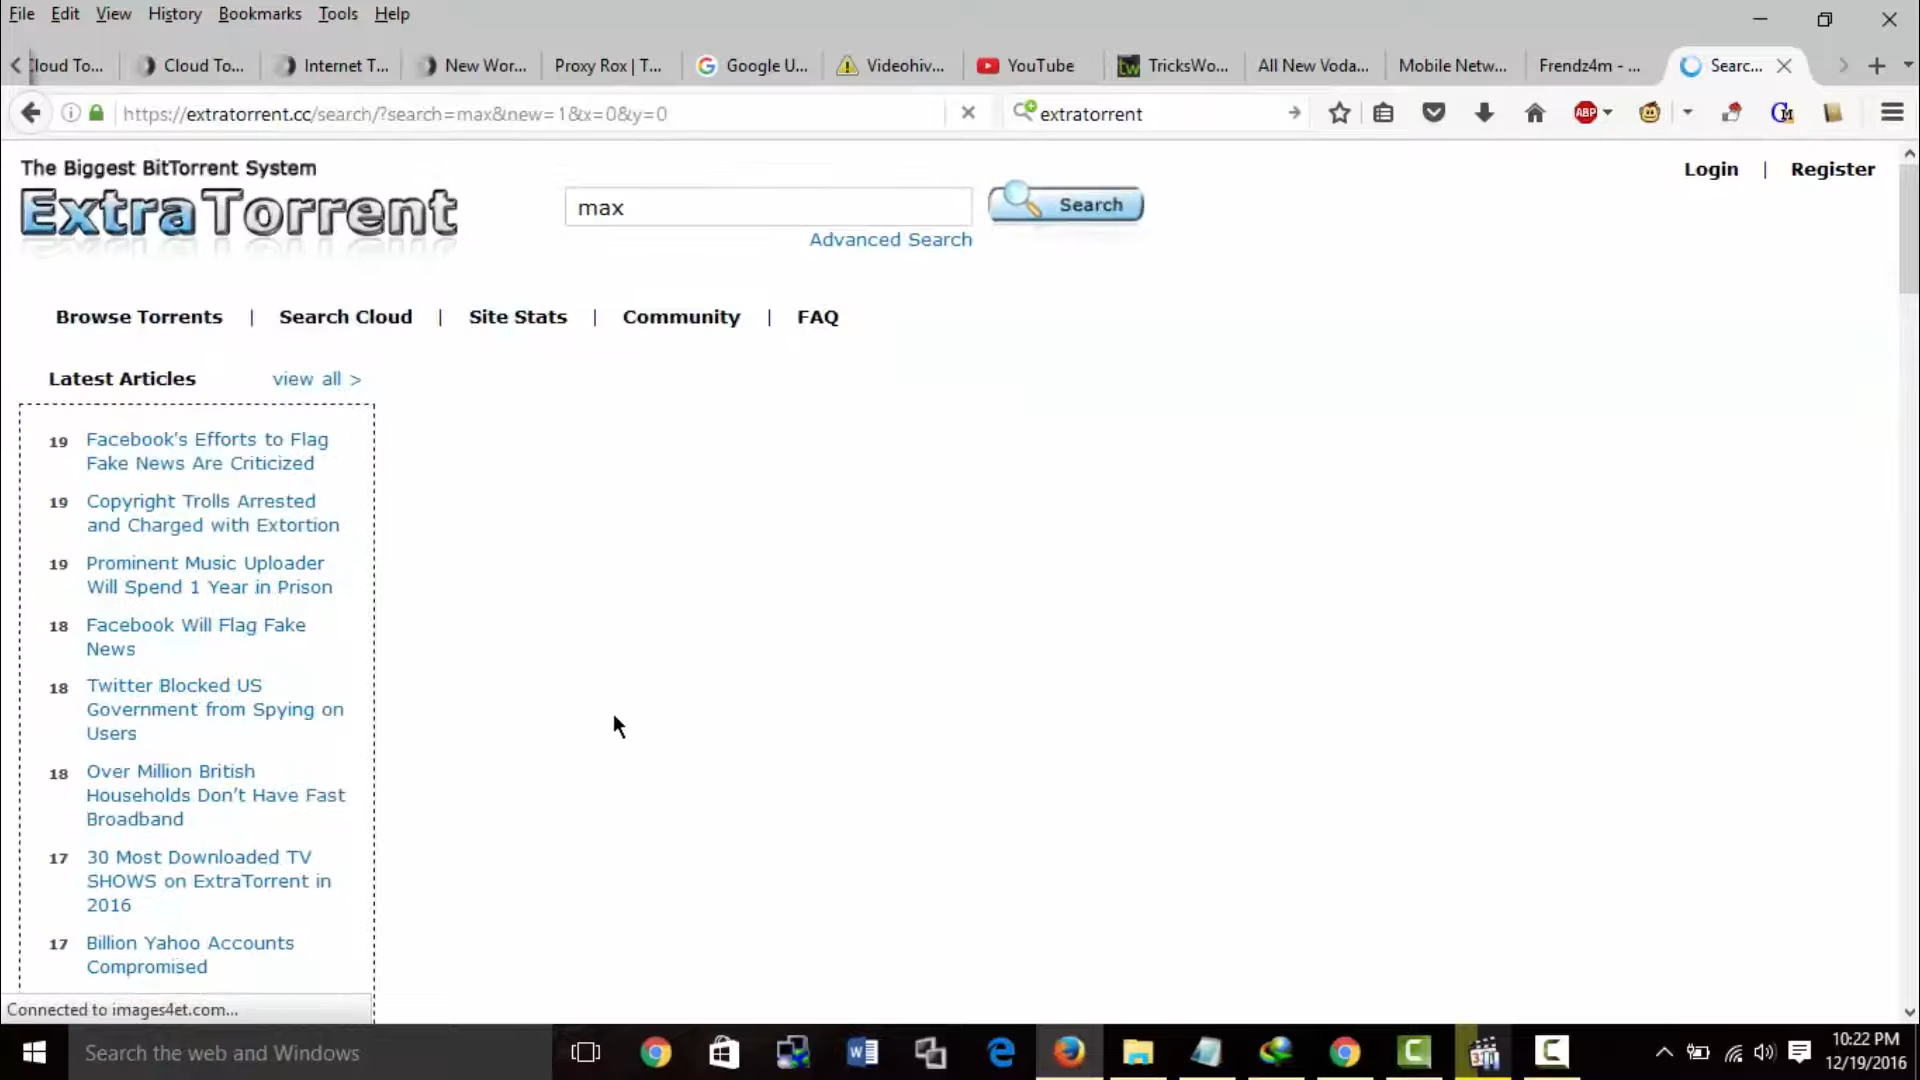 File Edit View History Bookmarks Tools Help
Cloud To... Cloud To... Internet T... New Wor... Proxy Rox | T... Google U... Videohiv... YouTube TricksWo... All New Voda... Mobile Netw... Frendz4m - ... Searc...
https://extratorrent.cc/search/?search=max&new=1&x=0&y=0 extratorrent ABP
The Biggest BitTorrent System
Login | Register
ExtraTorrent
max Search
Advanced Search
Browse Torrents | Search Cloud | Site Stats | Community | FAQ
Latest Articles view all >
19 Facebook's Efforts to Flag
Fake News Are Criticized
19 Copyright Trolls Arrested
and Charged with Extortion
19 Prominent Music Uploader
Will Spend 1 Year in Prison
18 Facebook Will Flag Fake
News
18 Twitter Blocked US
Government from Spying on
Users
18 Over Million British
Households Don't Have Fast
Broadband
17 30 Most Downloaded TV
SHOWS on ExtraTorrent in
2016
17 Billion Yahoo Accounts
Compromised
Connected to images4et.com...
Search the web and Windows
10:22 PM
12/19/2016